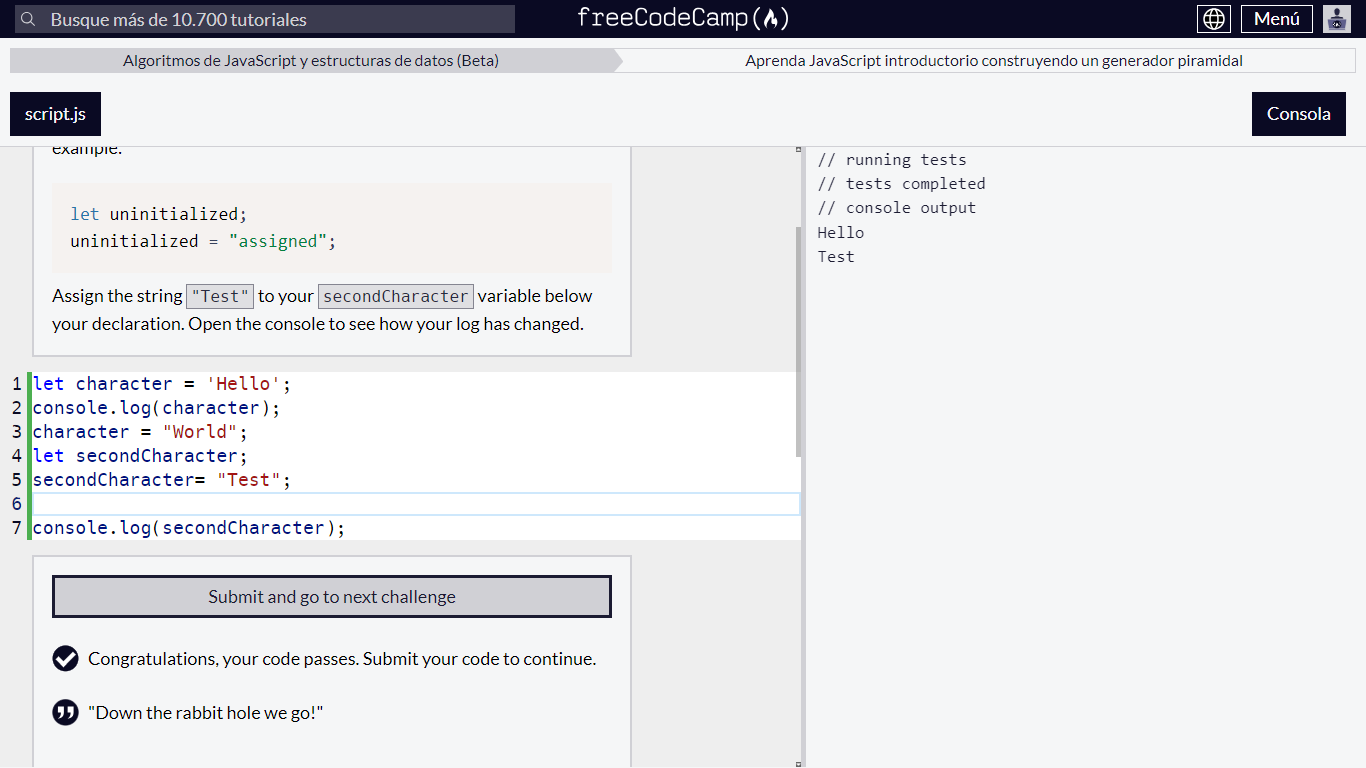 Busque más de 10.700 tutoriales
freeCodeCamp
Menú
Algoritmos de JavaScript y estructuras de datos (Beta)
Aprenda JavaScript introductorio construyendo un generador piramidal
script.js
Consola
example.
let uninitialized;
uninitialized = "assigned";
Assign the string "Test" to your secondCharacter variable below
your declaration. Open the console to see how your log has changed.
1 let character = 'Hello';
2 console.log(character);
3 character = "World";
4 let secondCharacter;
5 secondCharacter= "Test";
6
7 console.log(secondCharacter);
Submit and go to next challenge
Congratulations, your code passes. Submit your code to continue.
"Down the rabbit hole we go!"
// running tests
// tests completed
// console output
Hello
Test